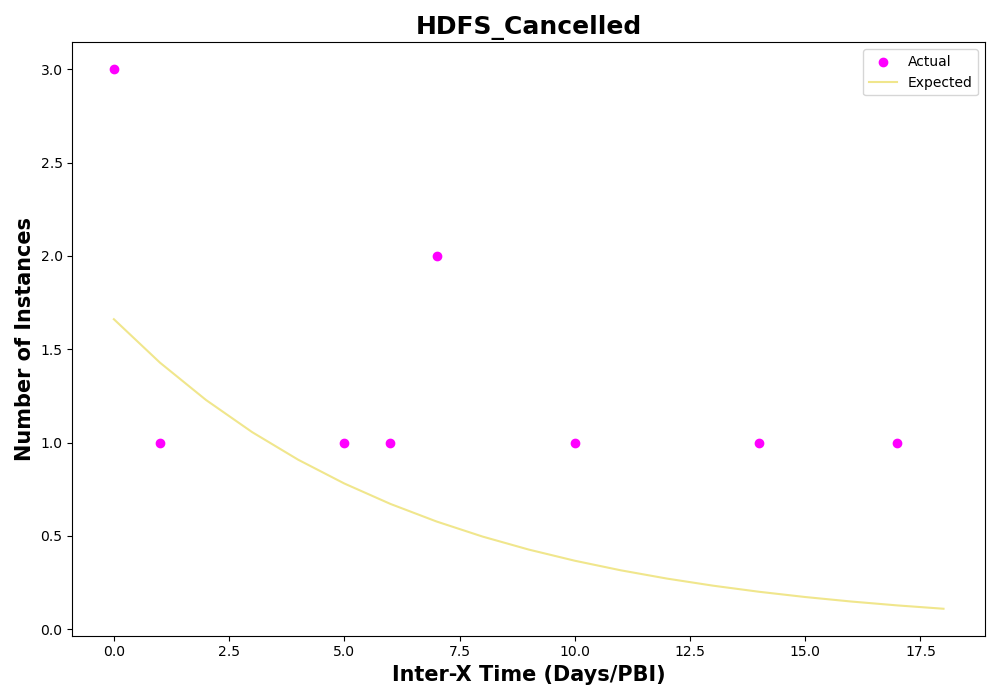 HDFS_Cancelled
Actual
Expected
Number of Instances
3.0
2.5
2.0
1.5
1.0
0.5
0.0
0.0 2.5 5.0 7.5 10.0 12.5 15.0 17.5
Inter-X Time (Days/PBI)